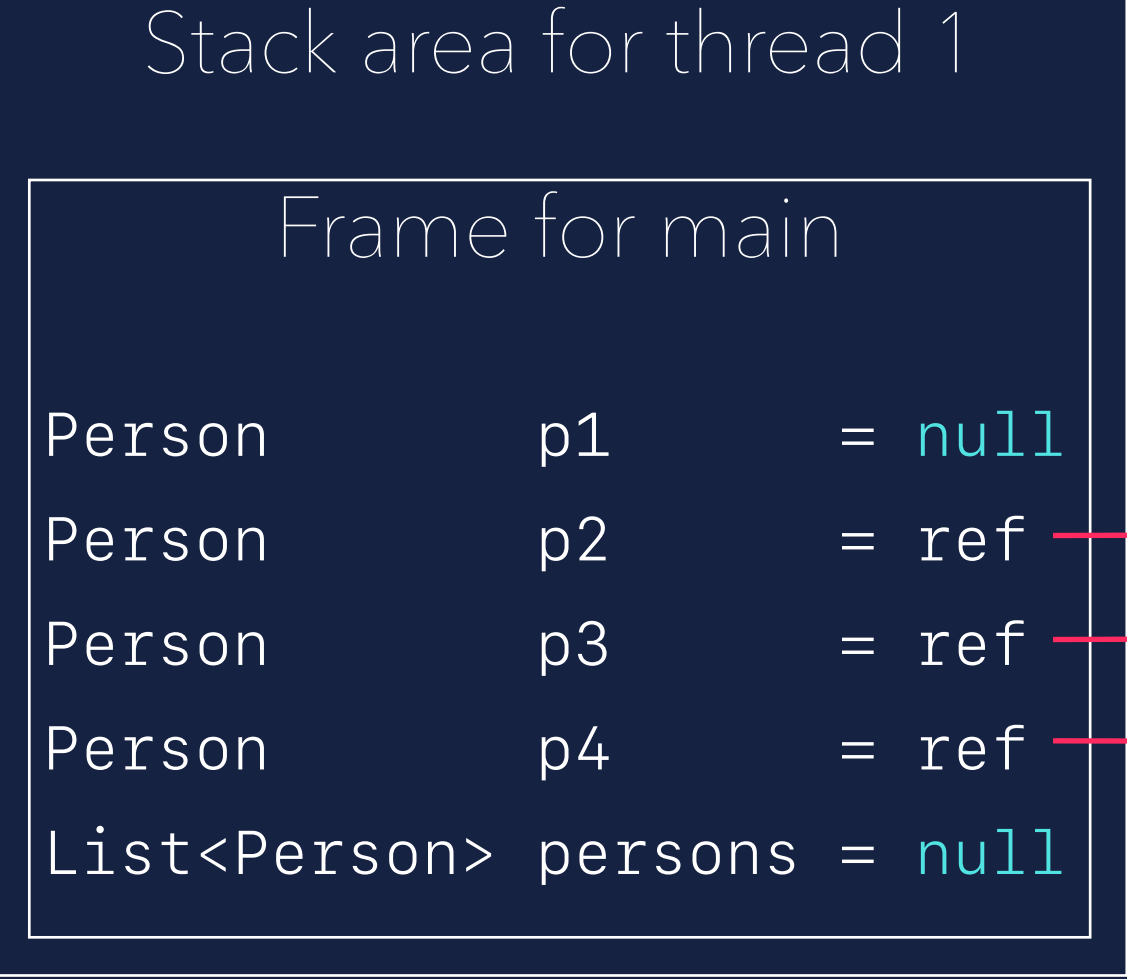 Stack area for thread 1
Frame for main
Person p1 = null
Person p2 = ref
Person p3 = ref
Person p4 = ref
List<Person> persons = null